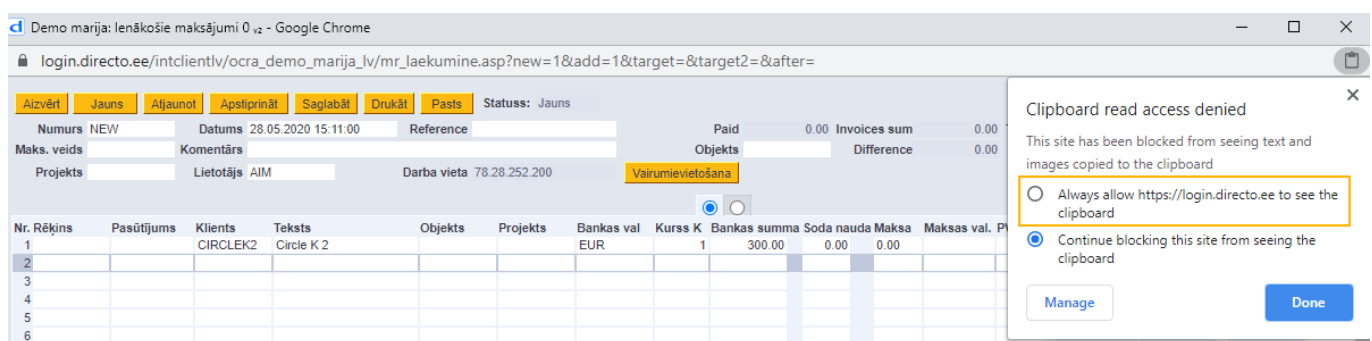 Demo marija: Ienākošie maksājumi 0 v2 - Google Chrome
login.directo.ee/intclientlv/ocra_demo_marija_lv/mr_laekumine.asp?new=1&add=1&target=&target2=&after=
Aizvērt Jauns Atjaunot Apstiprināt Saglabāt Drukāt Pasts Statuss: Jauns
Numurs NEW Datums 28.05.2020 15:11:00 Reference Paid 0.00 Invoices sum 0.00
Maks. veids Komentārs Objekts Difference 0.00
Projekts Lietotājs AIM Darba vieta 78.28.252.200 Vairumievietošana
Nr. Rēķins Pasūtījums Klients Teksts Objekts Projekts Bankas val Kurss K Bankas summa Soda nauda Maksa Maksas val. P
1 CIRCLEK2 Circle K 2 EUR 1 300.00 0.00 0.00
2
3
4
5
6
Clipboard read access denied
This site has been blocked from seeing text and
images copied to the clipboard
Always allow https://login.directo.ee to see the
clipboard
Continue blocking this site from seeing the
clipboard
Manage Done